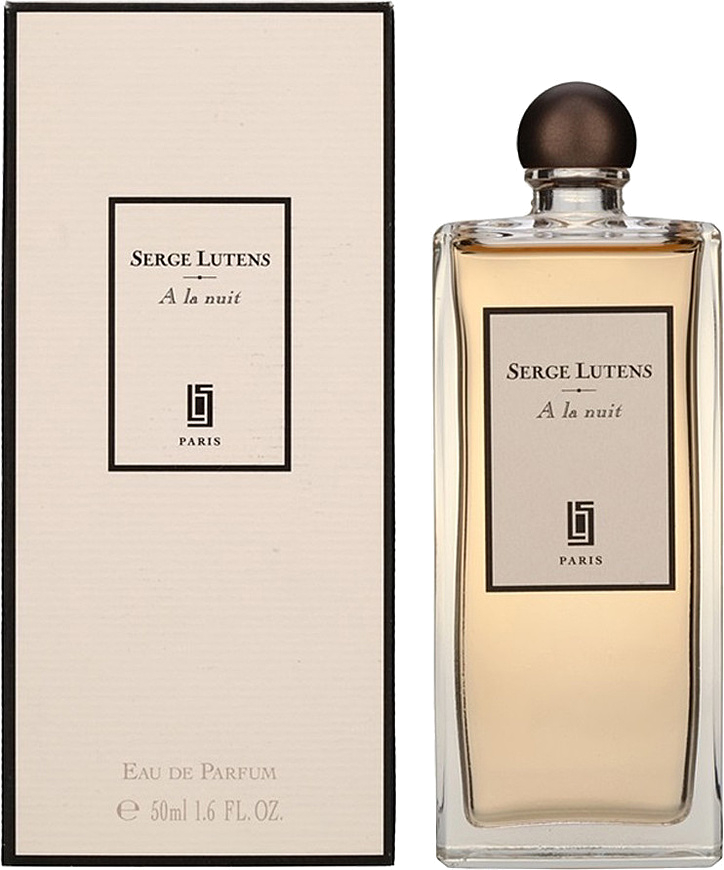 SERGE LUTENS
A la nuit
PARIS
EAU DE PARFUM
℮ 50ml 1.6 FL.OZ.
SERGE LUTENS
A la nuit
PARIS